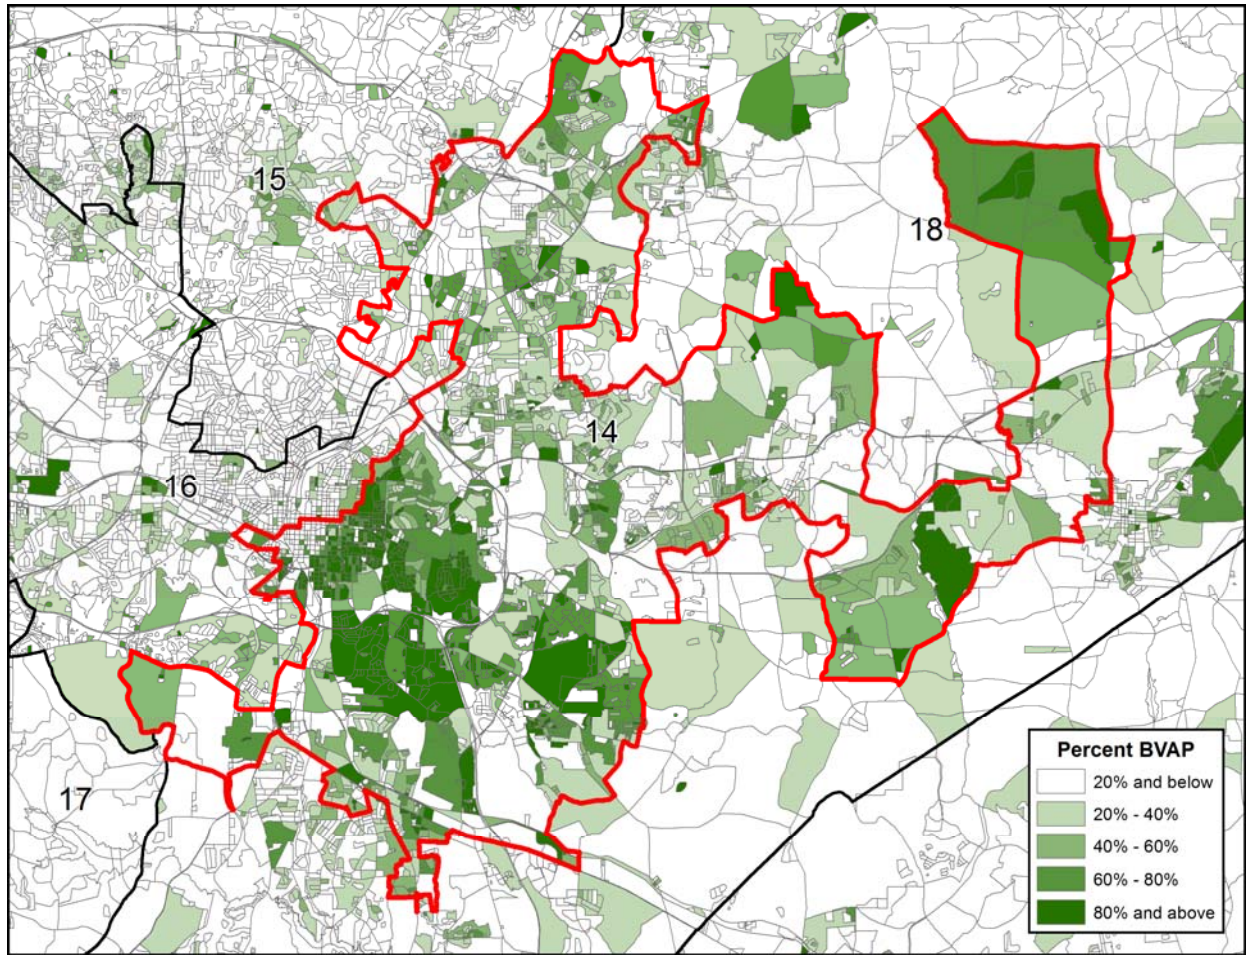 15
18
14
16
17
Percent BVAP
20% and below
20% - 40%
40% - 60%
60% - 80%
80% and above